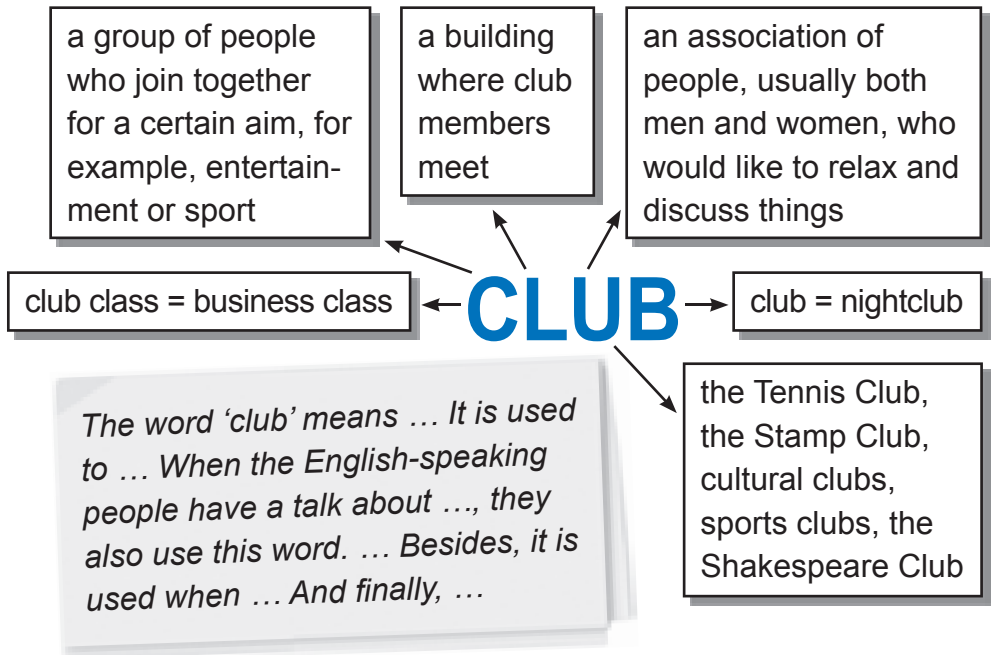 a group of people
who join together
for a certain aim, for
example, entertain-
ment or sport
a building
where club
members
meet
an association of
people, usually both
men and women, who
would like to relax and
discuss things
club class = business class
CLUB
club = nightclub
The word ‘club’ means … It is used
to … When the English-speaking
people have a talk about …, they
also use this word. … Besides, it is
used when … And finally, …
the Tennis Club,
the Stamp Club,
cultural clubs,
sports clubs, the
Shakespeare Club